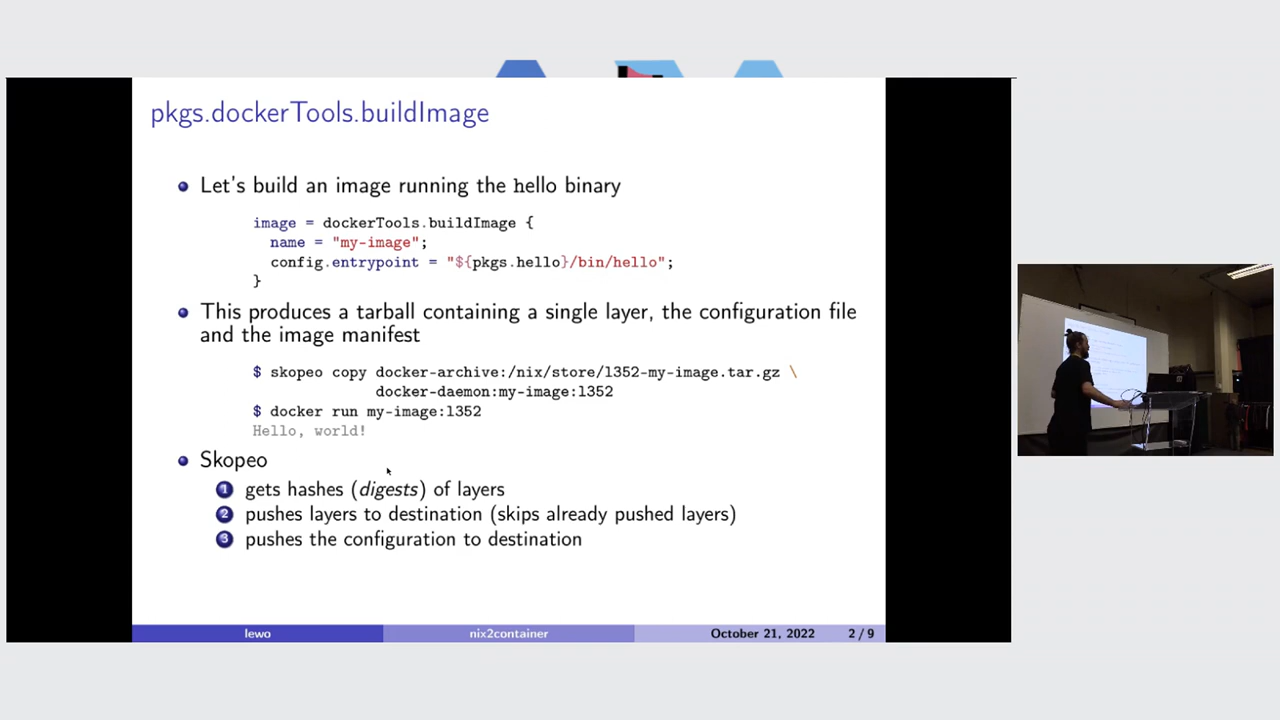 pkgs.dockerTools.buildImage
Let's build an image running the hello binary
image = dockerTools.buildImage {
name = "my-image";
config.entrypoint = "${pkgs.hello}/bin/hello";
}
This produces a tarball containing a single layer, the configuration file
and the image manifest
$ skopeo copy docker-archive:/nix/store/l352-my-image.tar.gz \
docker-daemon:my-image:l352
$ docker run my-image:l352
Hello, world!
Skopeo
1 gets hashes (digests) of layers
2 pushes layers to destination (skips already pushed layers)
3 pushes the configuration to destination
lewo nix2container October 21, 2022 2 / 9